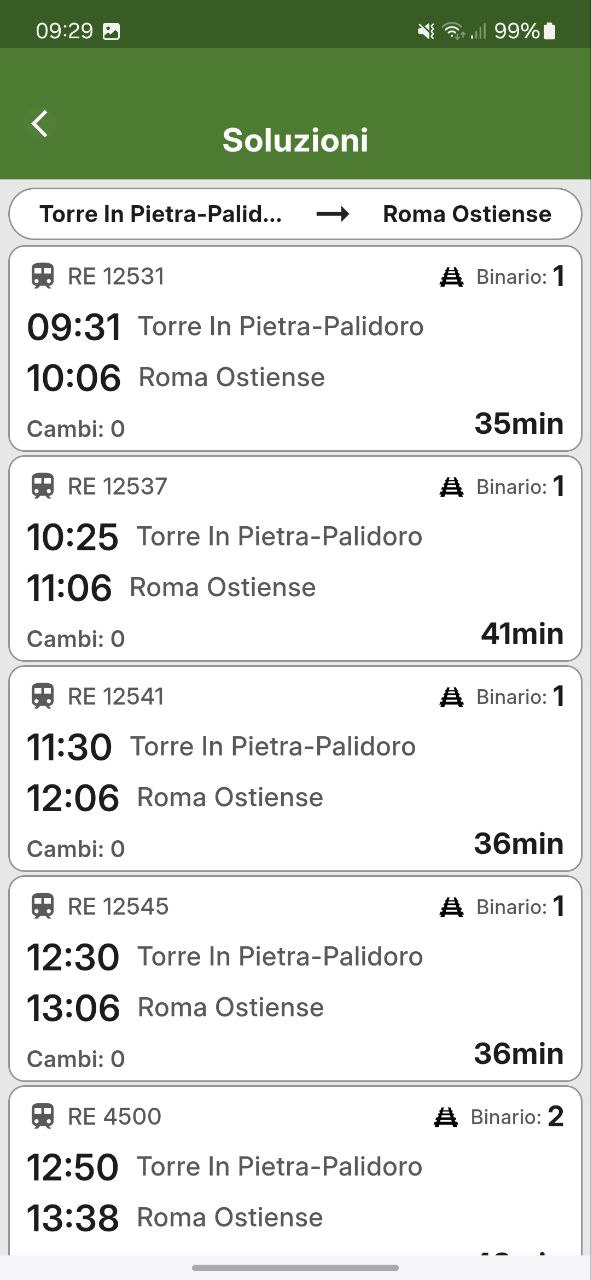 09:29 99%
Soluzioni
Torre In Pietra-Palid... → Roma Ostiense
RE 12531 Binario: 1
09:31 Torre In Pietra-Palidoro
10:06 Roma Ostiense
Cambi: 0 35min
RE 12537 Binario: 1
10:25 Torre In Pietra-Palidoro
11:06 Roma Ostiense
Cambi: 0 41min
RE 12541 Binario: 1
11:30 Torre In Pietra-Palidoro
12:06 Roma Ostiense
Cambi: 0 36min
RE 12545 Binario: 1
12:30 Torre In Pietra-Palidoro
13:06 Roma Ostiense
Cambi: 0 36min
RE 4500 Binario: 2
12:50 Torre In Pietra-Palidoro
13:38 Roma Ostiense